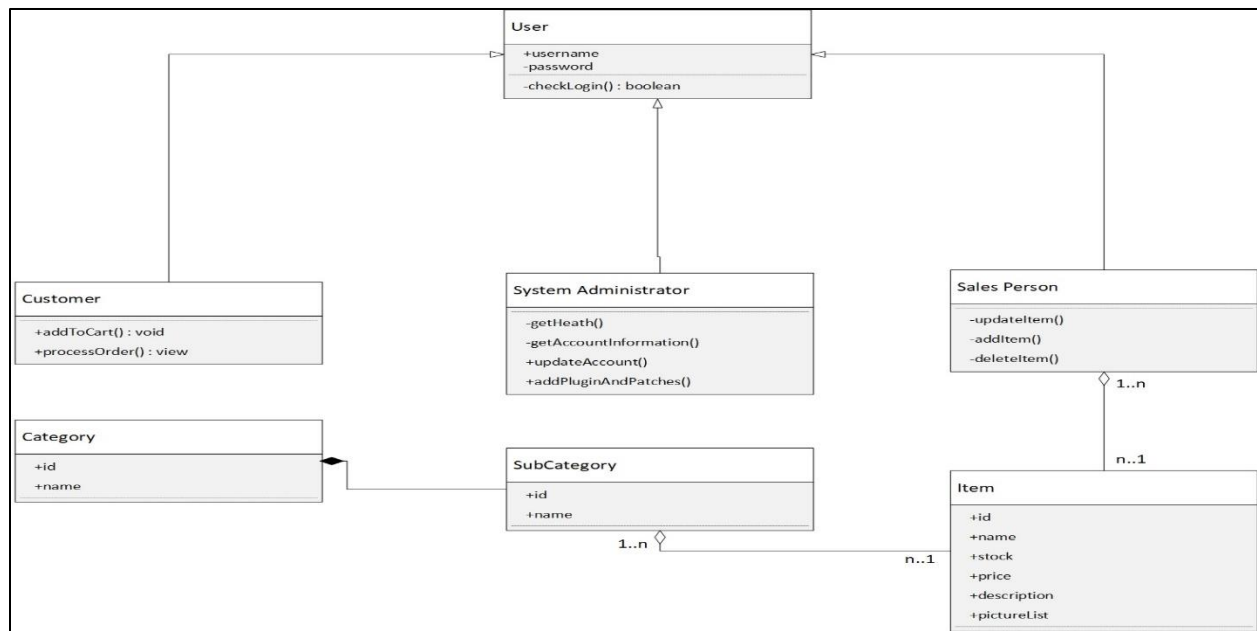 User
+username
-password
-checkLogin() : boolean
Customer
+addToCart() : void
+processOrder() : view
System Administrator
-getHeath()
-getAccountInformation()
+updateAccount()
+addPluginAndPatches()
Sales Person
-updateItem()
-addItem()
-deleteItem()
1..n
n..1
Category
+id
+name
SubCategory
+id
+name
1..n
n..1
Item
+id
+name
+stock
+price
+description
+pictureList